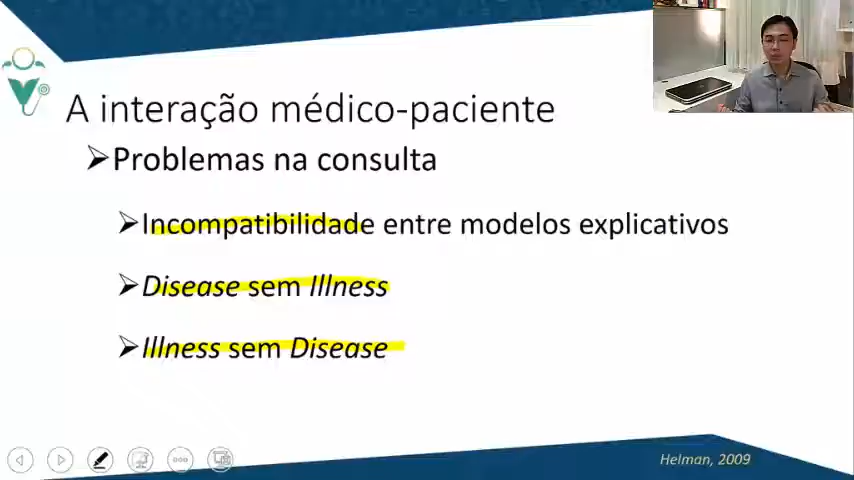 A interação médico-paciente
Problemas na consulta
Incompatibilidade entre modelos explicativos
Disease sem Illness
Illness sem Disease
Helman, 2009